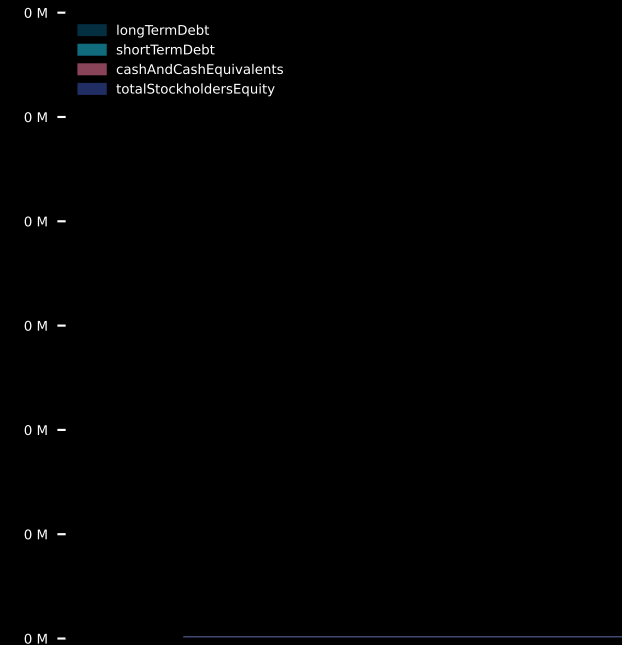 0 M
longTermDebt
shortTermDebt
cashAndCashEquivalents
totalStockholdersEquity
0 M
0 M
0 M
0 M
0 M
0 M